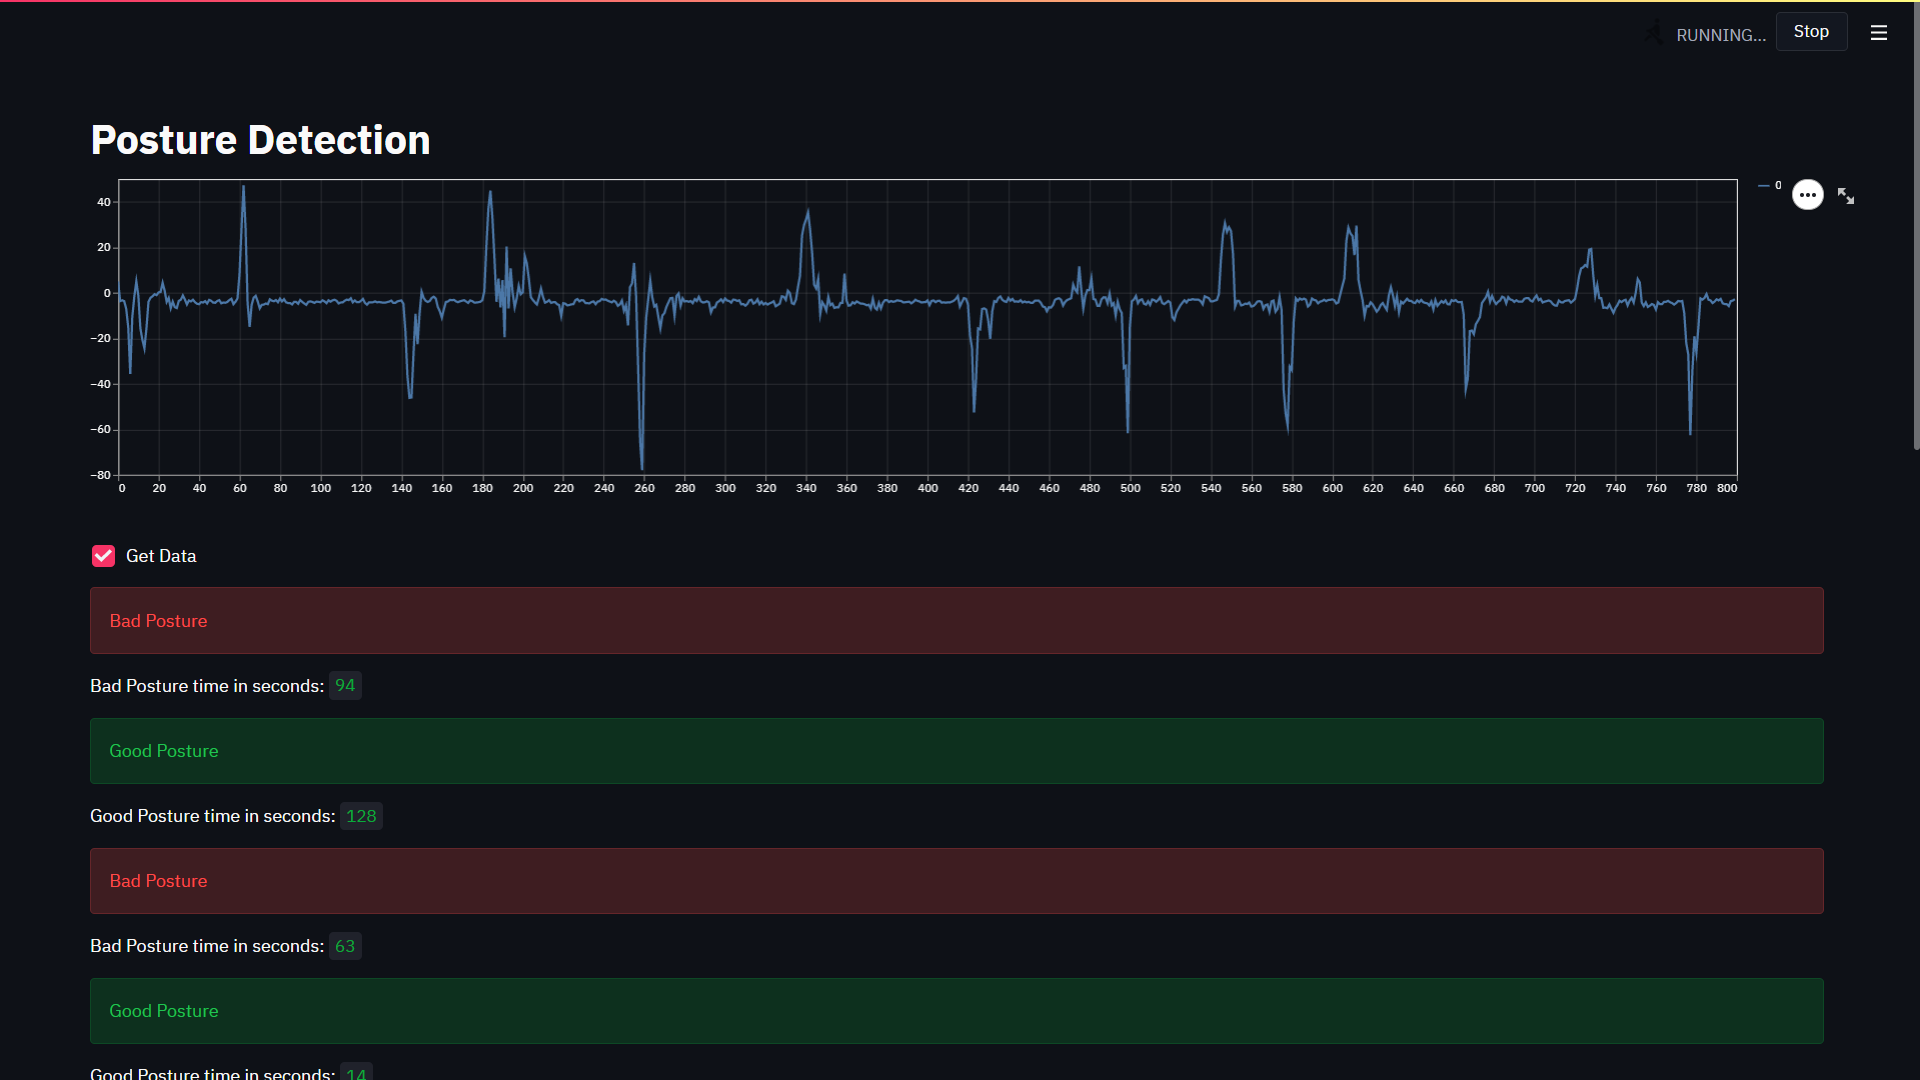 RUNNING...
Stop
Posture Detection
40
20
0
−20
−40
−60
−80
0 20 40 60 80 100 120 140 160 180 200 220 240 260 280 300 320 340 360 380 400 420 440 460 480 500 520 540 560 580 600 620 640 660 680 700 720 740 760 780 800
0
Get Data
Bad Posture
Bad Posture time in seconds: 94
Good Posture
Good Posture time in seconds: 128
Bad Posture
Bad Posture time in seconds: 63
Good Posture
Good Posture time in seconds: 14